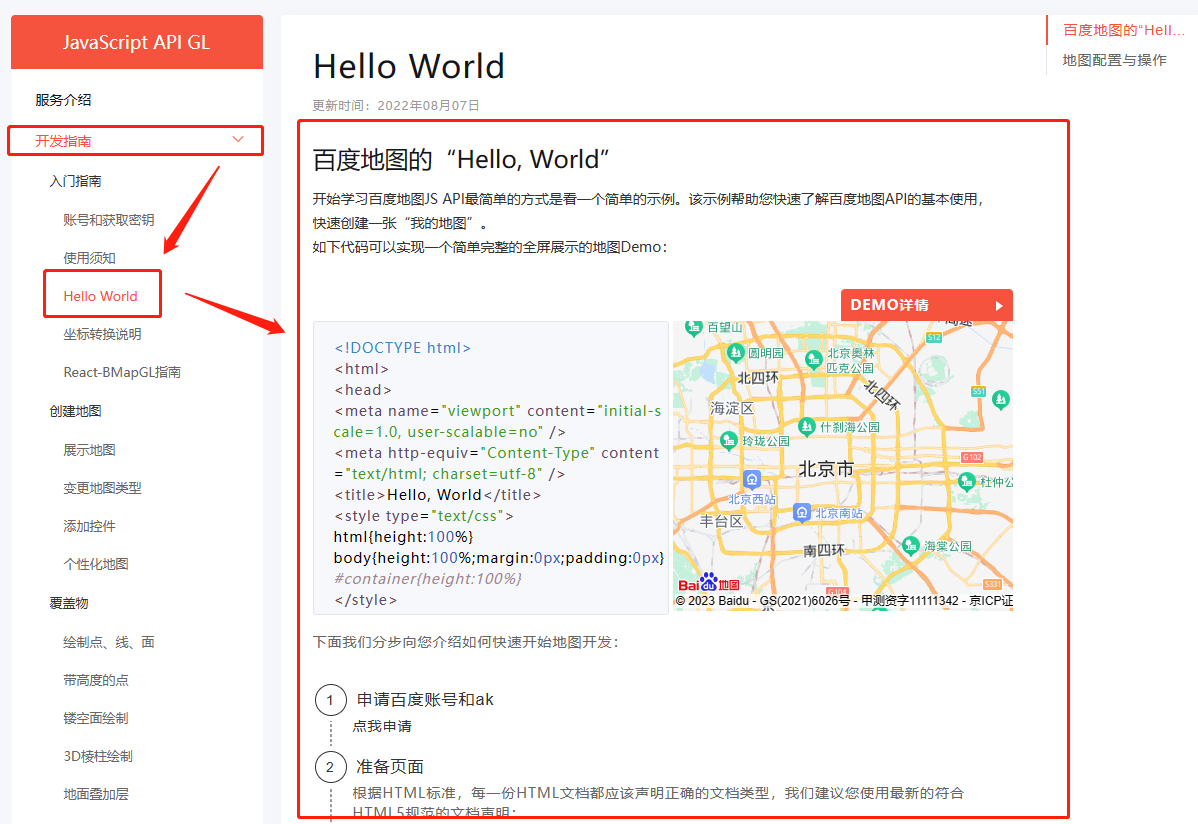 JavaScript API GL
服务介绍
开发指南
入门指南
账号和获取密钥
使用须知
Hello World
坐标转换说明
React-BMapGL指南
创建地图
展示地图
变更地图类型
添加控件
个性化地图
覆盖物
绘制点、线、面
带高度的点
镂空面绘制
3D棱柱绘制
地面叠加层
Hello World
更新时间：2022年08月07日
百度地图的“Hello, World”
开始学习百度地图JS API最简单的方式是看一个简单的示例。该示例帮助您快速了解百度地图API的基本使用，
快速创建一张“我的地图”。
如下代码可以实现一个简单完整的全屏展示的地图Demo：
<!DOCTYPE html>
<html>
<head>
<meta name="viewport" content="initial-s
cale=1.0, user-scalable=no" />
<meta http-equiv="Content-Type" content
="text/html; charset=utf-8" />
<title>Hello, World</title>
<style type="text/css">
html{height:100%}
body{height:100%;margin:0px;padding:0px}
#container{height:100%}
</style>
DEMO详情
百望山
高速
S12
圆明园
北京奥林
匹克公园
北四环
北四环
S51
海淀区
什刹海公园
玲珑公园
G102
北京市
杜仲公
北京西站
北京南站
丰台区
南四环
海棠公园
S331
Bai du 地图
© 2023 Baidu - GS(2021)6026号 - 甲测资字11111342 - 京ICP证
下面我们分步向您介绍如何快速开始地图开发：
1 申请百度账号和ak
点我申请
2 准备页面
根据HTML标准，每一份HTML文档都应该声明正确的文档类型，我们建议您使用最新的符合
HTML5规范的文档声明：
百度地图的“Hell...
地图配置与操作